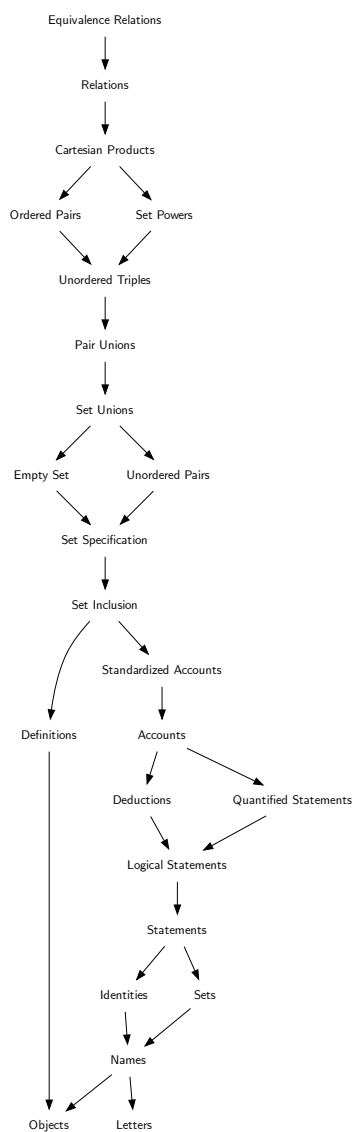 Equivalence Relations
Relations
Cartesian Products
Ordered Pairs
Set Powers
Unordered Triples
Pair Unions
Set Unions
Empty Set
Unordered Pairs
Set Specification
Set Inclusion
Standardized Accounts
Definitions
Accounts
Deductions
Quantified Statements
Logical Statements
Statements
Identities
Sets
Names
Objects
Letters